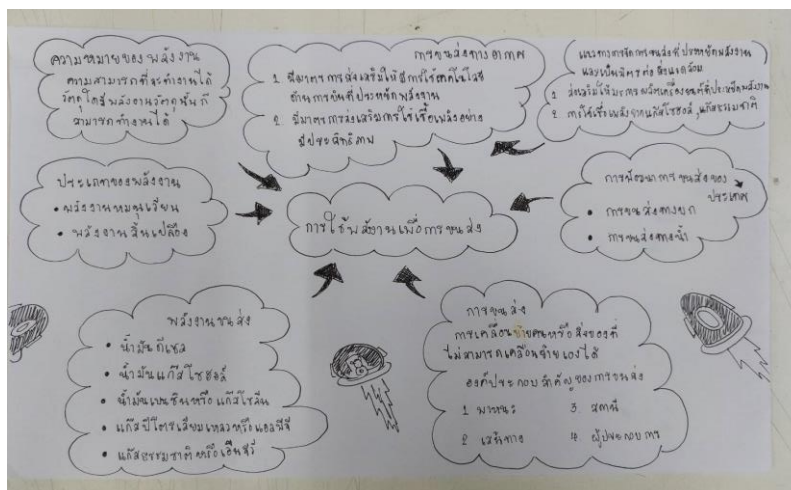 ความหมายของ พลังงาน
ความสามารถที่จะทำงานได้
วัตถุใดมีพลังงานวัตถุนั้นก็
สามารถทำงานได้
การขนส่งทางอากาศ
1. มีมาตรการส่งเสริมให้มีการใช้เทคโนโลยี
ด้านการบินที่ประหยัดพลังงาน
2. มีมาตรการส่งเสริมการใช้เชื้อเพลิงอย่าง
มีประสิทธิภาพ
แนวทางการจัดการขนส่งที่ประหยัดพลังงาน
และเป็นมิตรต่อสิ่งแวดล้อม
1 ส่งเสริมให้มีการผลิตเครื่องยนต์ที่ประหยัดพลังงาน
2 การใช้เชื้อเพลิงจากแก๊สโซฮอล์,แก๊สธรรมชาติ
ประเภทของพลังงาน
• พลังงานหมุนเวียน
• พลังงานสิ้นเปลือง
การใช้พลังงานเพื่อการขนส่ง
การพัฒนาการขนส่งของ
ประเทศ
• การขนส่งทางบก
• การขนส่งทางน้ำ
พลังงานขนส่ง
• น้ำมันดีเซล
• น้ำมันแก๊สโซฮอล์
• น้ำมันเบนซินหรือแก๊สโซลีน
• แก๊สปิโตรเลียมเหลวหรือแอลพีจี
• แก๊สธรรมชาติหรือเอ็นจีวี
การขนส่ง
การเคลื่อนย้ายคนหรือสิ่งของที่
ไม่สามารถเคลื่อนย้ายเองได้
องค์ประกอบสำคัญของการขนส่ง
1 พาหนะ 3. สถานี
2 เส้นทาง 4. ผู้ประกอบการ